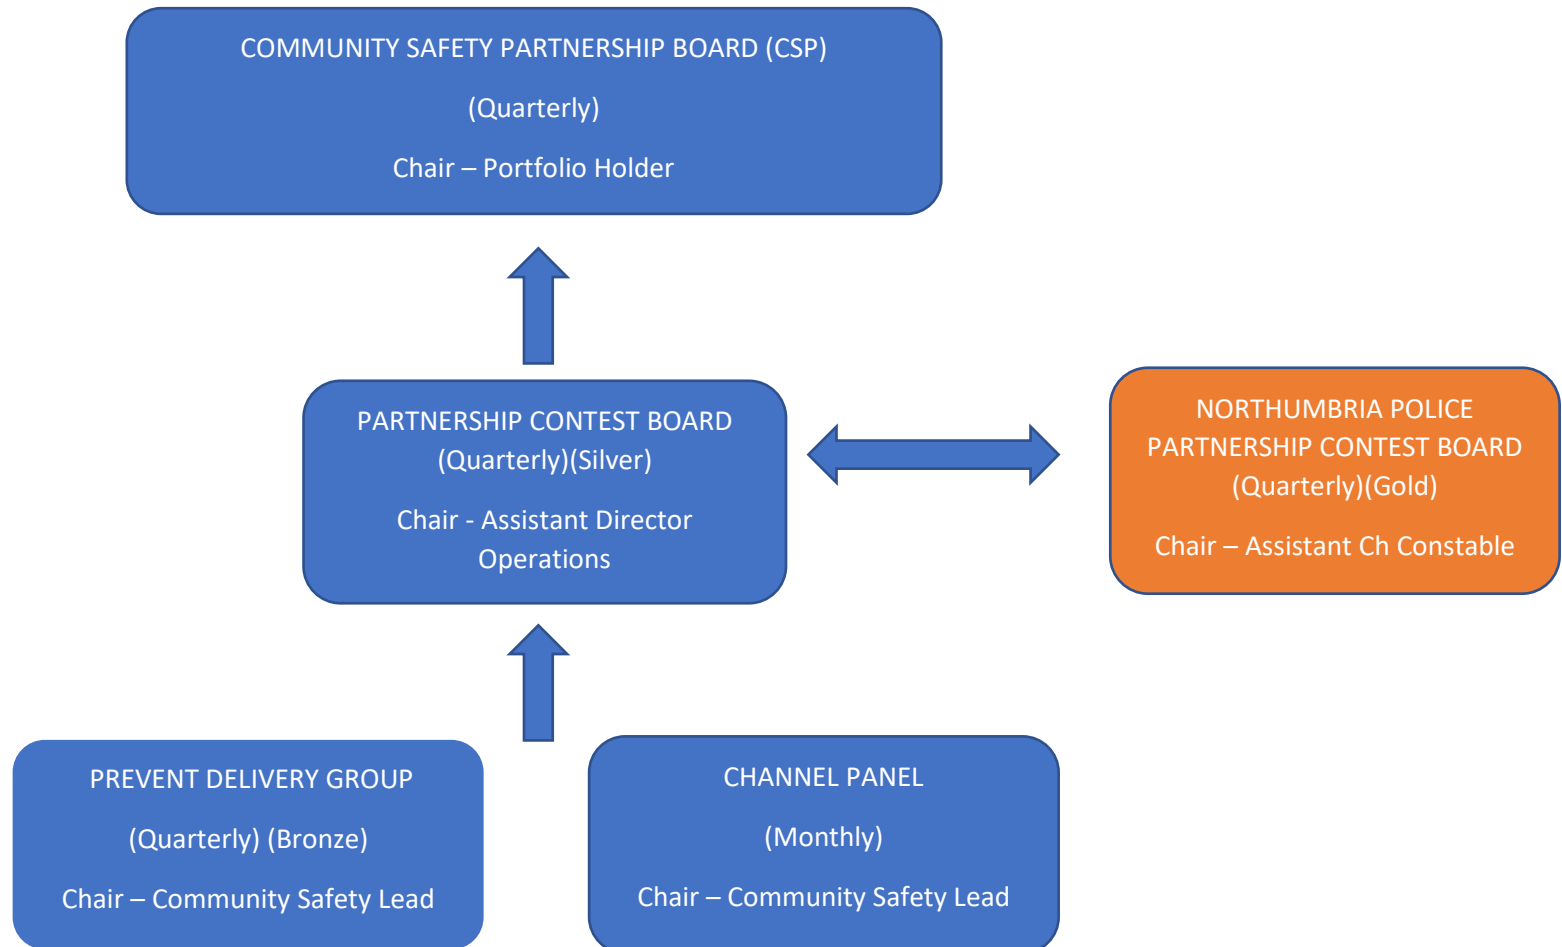 COMMUNITY SAFETY PARTNERSHIP BOARD (CSP)
(Quarterly)
Chair – Portfolio Holder
PARTNERSHIP CONTEST BOARD
(Quarterly)(Silver)
Chair - Assistant Director
Operations
NORTHUMBRIA POLICE
PARTNERSHIP CONTEST BOARD
(Quarterly)(Gold)
Chair – Assistant Ch Constable
PREVENT DELIVERY GROUP
(Quarterly) (Bronze)
Chair – Community Safety Lead
CHANNEL PANEL
(Monthly)
Chair – Community Safety Lead